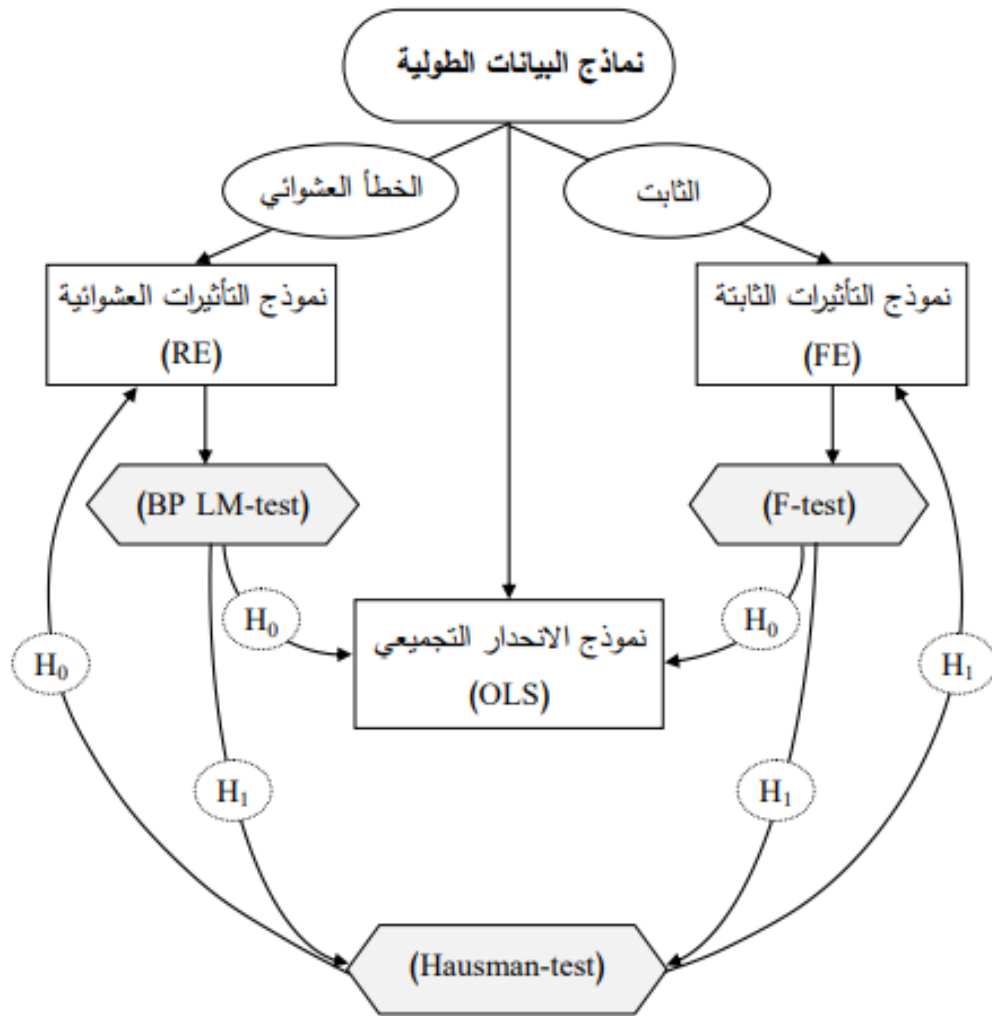 نماذج البيانات الطولية
الثابت
الخطأ العشوائي
نموذج التأثيرات الثابتة
(FE)
نموذج التأثيرات العشوائية
(RE)
(F-test)
(BP LM-test)
H₀
H₀
نموذج الانحدار التجميعي
(OLS)
H₁
H₀
H₁
H₁
(Hausman-test)